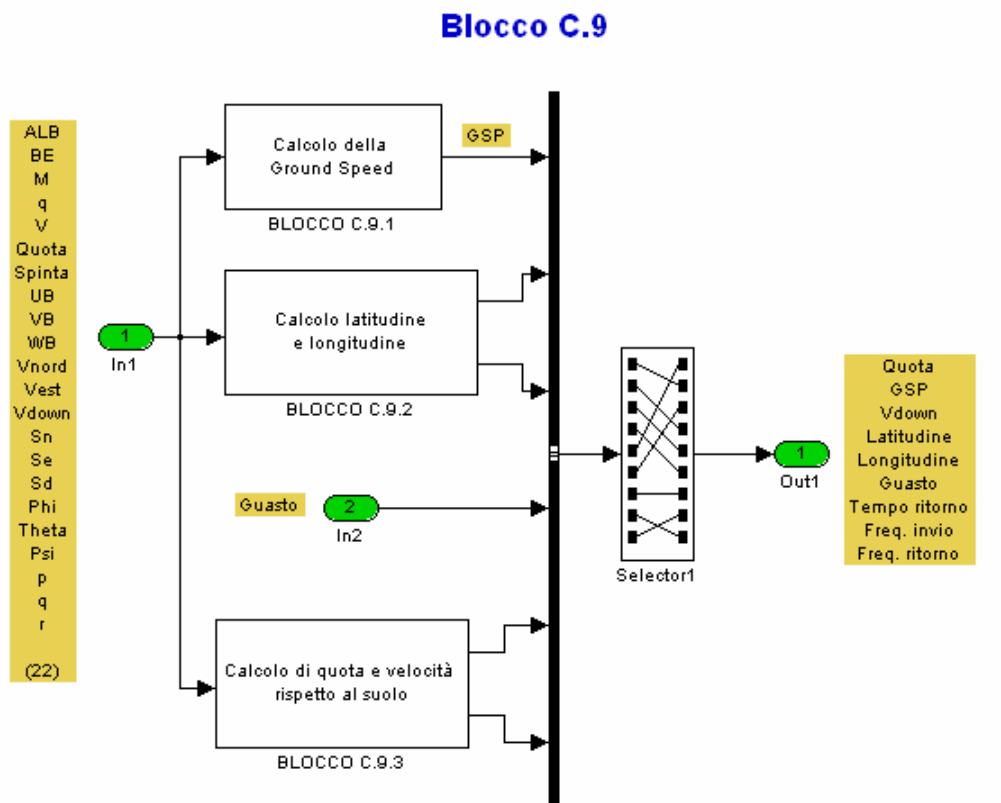 Blocco C.9
ALB
BE
M
q
V
Quota
Spinta
UB
VB
WB
Vnord
Vest
Vdown
Sn
Se
Sd
Phi
Theta
Psi
p
q
r
(22)
1
In1
Calcolo della
Ground Speed
BLOCCO C.9.1
GSP
Calcolo latitudine
e longitudine
BLOCCO C.9.2
Guasto
2
In2
Calcolo di quota e velocità
rispetto al suolo
BLOCCO C.9.3
Selector1
1
Out1
Quota
GSP
Vdown
Latitudine
Longitudine
Guasto
Tempo ritorno
Freq. invio
Freq. ritorno